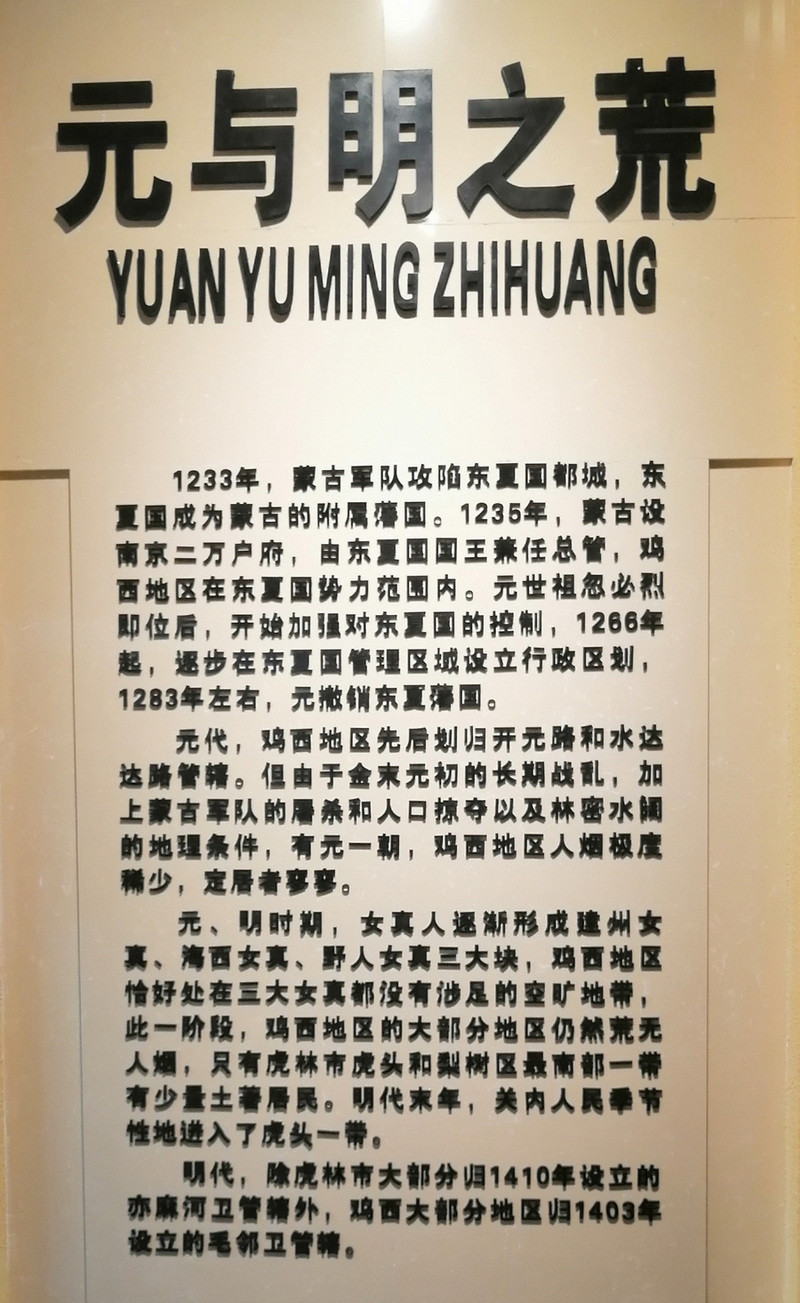 元与明之荒
YUAN YU MING ZHIHUANG
1233年，蒙古军队攻陷东夏国都城，东
夏国成为蒙古的附属藩国。1235年，蒙古设
南京二万户府，由东夏国国王兼任总管，鸡
西地区在东夏国势力范围内。元世祖忽必烈
即位后，开始加强对东夏国的控制，1266年
起，逐步在东夏国管理区域设立行政区划，
1283年左右，元撤销东夏藩国。
元代，鸡西地区先后划归开元路和水达
达路管辖。但由于金末元初的长期战乱，加
上蒙古军队的屠杀和人口掠夺以及林密水阔
的地理条件，有元一朝，鸡西地区人烟极度
稀少，定居者寥寥。
元、明时期，女真人逐渐形成建州女
真、海西女真、野人女真三大块，鸡西地区
恰好处在三大女真都没有涉足的空旷地带，
此一阶段，鸡西地区的大部分地区仍然荒无
人烟，只有虎林市虎头和梨树区最南部一带
有少量土著居民。明代末年，关内人民季节
性地进入了虎头一带。
明代，除虎林市大部分归1410年设立的
亦麻河卫管辖外，鸡西大部分地区归1403年
设立的毛邻卫管辖。